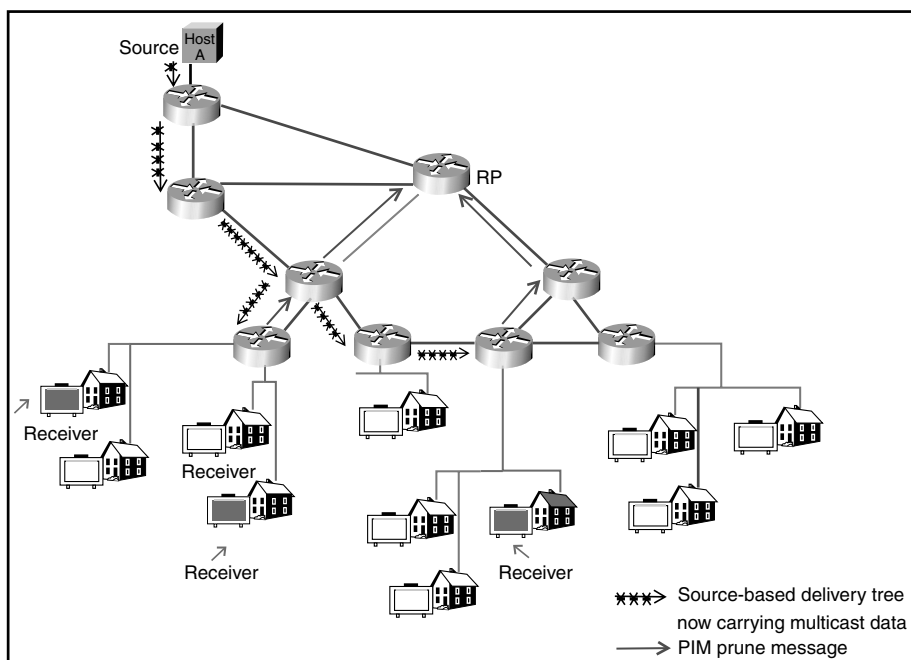 Source
Host
A
RP
Receiver
Receiver
Receiver
Receiver
Source-based delivery tree
now carrying multicast data
PIM prune message